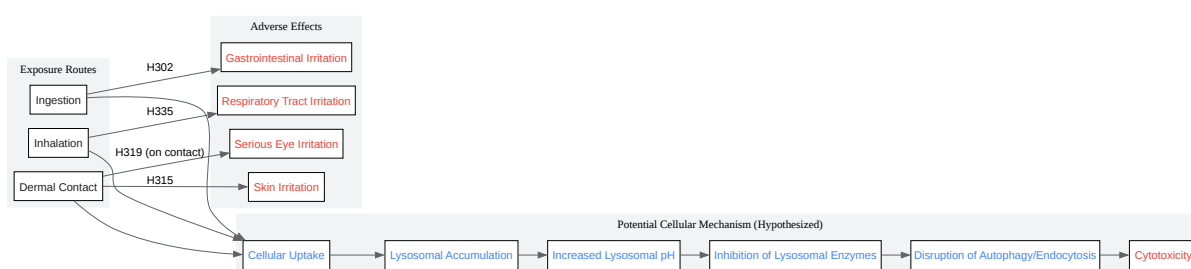 Adverse Effects
Gastrointestinal Irritation
Exposure Routes
H302
Ingestion
Respiratory Tract Irritation
H335
Inhalation
Serious Eye Irritation
H319 (on contact)
H315
Dermal Contact
Skin Irritation
Potential Cellular Mechanism (Hypothesized)
Cellular Uptake
Lysosomal Accumulation
Increased Lysosomal pH
Inhibition of Lysosomal Enzymes
Disruption of Autophagy/Endocytosis
Cytotoxicity